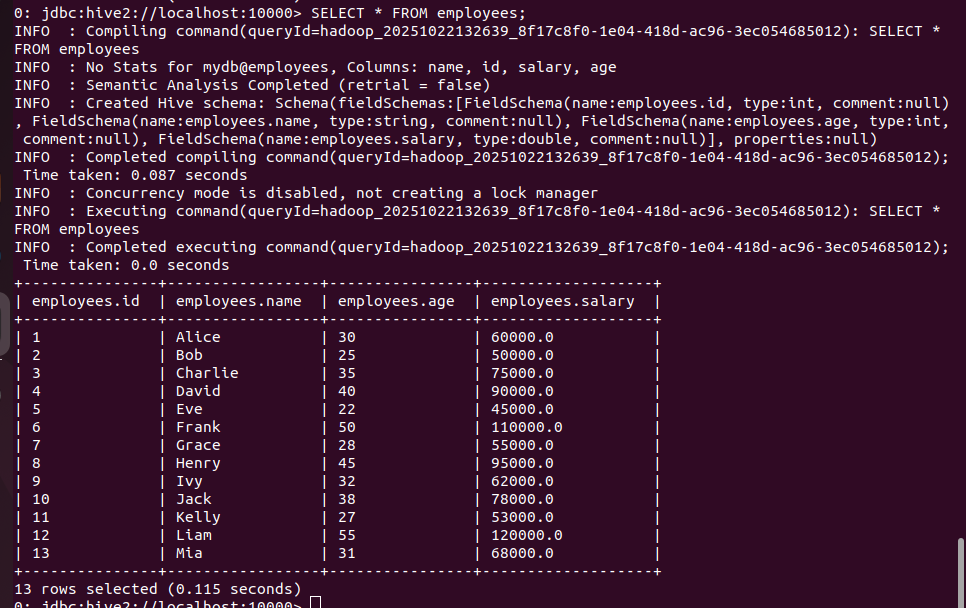 0: jdbc:hive2://localhost:10000> SELECT * FROM employees;
INFO  : Compiling command(queryId=hadoop_20251022132639_8f17c8f0-1e04-418d-ac96-3ec054685012): SELECT *
FROM employees
INFO  : No Stats for mydb@employees, Columns: name, id, salary, age
INFO  : Semantic Analysis Completed (retrial = false)
INFO  : Created Hive schema: Schema(fieldSchemas:[FieldSchema(name:employees.id, type:int, comment:null)
, FieldSchema(name:employees.name, type:string, comment:null), FieldSchema(name:employees.age, type:int,
 comment:null), FieldSchema(name:employees.salary, type:double, comment:null)], properties:null)
INFO  : Completed compiling command(queryId=hadoop_20251022132639_8f17c8f0-1e04-418d-ac96-3ec054685012);
 Time taken: 0.087 seconds
INFO  : Concurrency mode is disabled, not creating a lock manager
INFO  : Executing command(queryId=hadoop_20251022132639_8f17c8f0-1e04-418d-ac96-3ec054685012): SELECT *
FROM employees
INFO  : Completed executing command(queryId=hadoop_20251022132639_8f17c8f0-1e04-418d-ac96-3ec054685012);
 Time taken: 0.0 seconds
+---------------+-----------------+----------------+-------------------+
| employees.id  | employees.name  | employees.age  | employees.salary  |
+---------------+-----------------+----------------+-------------------+
| 1             | Alice           | 30             | 60000.0           |
| 2             | Bob             | 25             | 50000.0           |
| 3             | Charlie         | 35             | 75000.0           |
| 4             | David           | 40             | 90000.0           |
| 5             | Eve             | 22             | 45000.0           |
| 6             | Frank           | 50             | 110000.0          |
| 7             | Grace           | 28             | 55000.0           |
| 8             | Henry           | 45             | 95000.0           |
| 9             | Ivy             | 32             | 62000.0           |
| 10            | Jack            | 38             | 78000.0           |
| 11            | Kelly           | 27             | 53000.0           |
| 12            | Liam            | 55             | 120000.0          |
| 13            | Mia             | 31             | 68000.0           |
+---------------+-----------------+----------------+-------------------+
13 rows selected (0.115 seconds)
0: jdbc:hive2://localhost:10000>